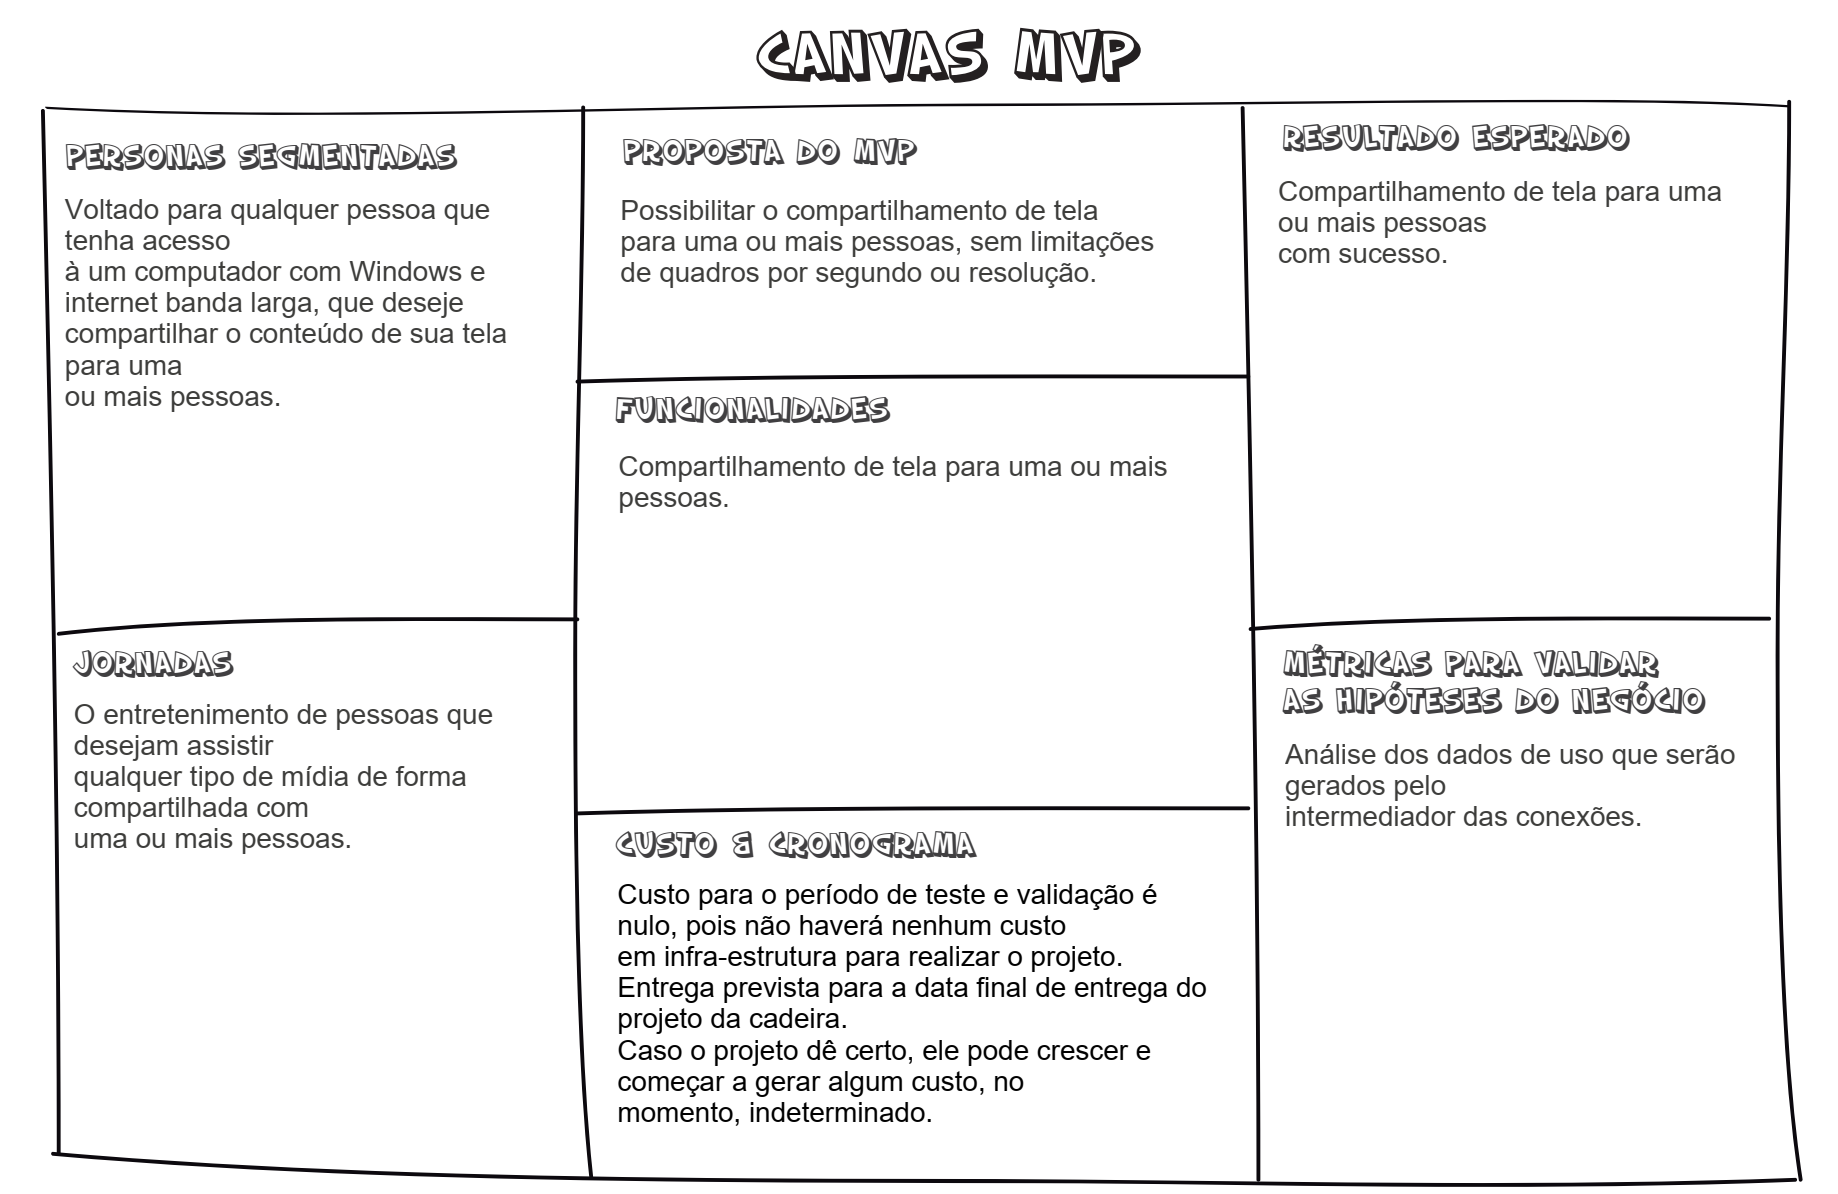 CANVAS MVP
PERSONAS SEGMENTADAS
Voltado para qualquer pessoa que
tenha acesso
à um computador com Windows e
internet banda larga, que deseje
compartilhar o conteúdo de sua tela
para uma
ou mais pessoas.
JORNADAS
O entretenimento de pessoas que
desejam assistir
qualquer tipo de mídia de forma
compartilhada com
uma ou mais pessoas.
PROPOSTA DO MVP
Possibilitar o compartilhamento de tela
para uma ou mais pessoas, sem limitações
de quadros por segundo ou resolução.
FUNCIONALIDADES
Compartilhamento de tela para uma ou mais
pessoas.
CUSTO & CRONOGRAMA
Custo para o período de teste e validação é
nulo, pois não haverá nenhum custo
em infra-estrutura para realizar o projeto.
Entrega prevista para a data final de entrega do
projeto da cadeira.
Caso o projeto dê certo, ele pode crescer e
começar a gerar algum custo, no
momento, indeterminado.
RESULTADO ESPERADO
Compartilhamento de tela para uma
ou mais pessoas
com sucesso.
MÉTRICAS PARA VALIDAR
AS HIPÓTESES DO NEGÓCIO
Análise dos dados de uso que serão
gerados pelo
intermediador das conexões.